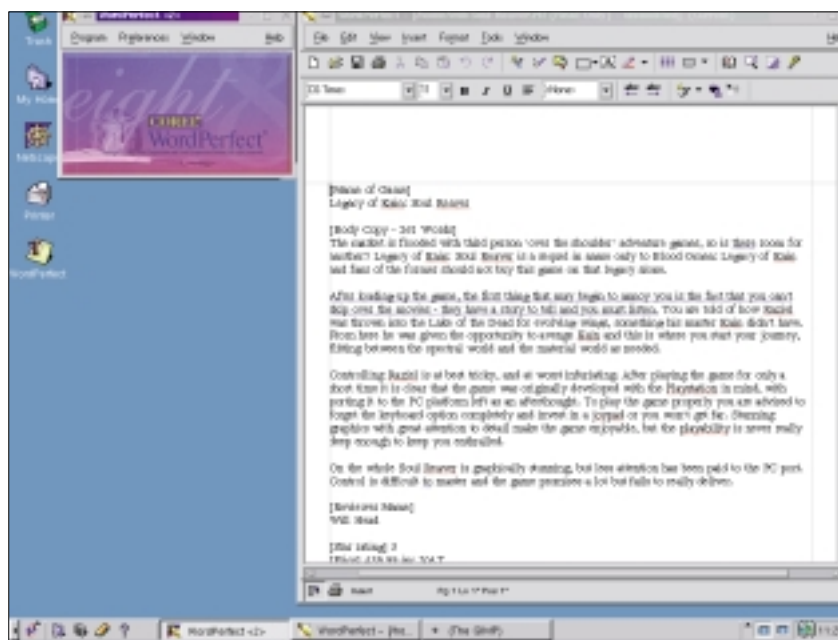 Trash
My Home
Netscape
Printer
WordPerfect
Program Preferences Window Help
eight
COREL
WordPerfect
File Edit View Insert Format Tools Window
[Name of Game]
Legacy of Kain: Soul Reaver
[Body Copy - 261 Words]
The market is flooded with third person 'over the shoulder' adventure games, so is there room for
another? Legacy of Kain: Soul Reaver is a sequel in name only to Blood Omen: Legacy of Kain
and fans of the former should not buy this game on that legacy alone.
After loading up the game, the first thing that may begin to annoy you is the fact that you can't
skip over the movies - they have a story to tell and you must listen. You are told of how Raziel
was thrown into the Lake of the Dead for evolving wings, something his master Kain didn't have.
From here he was given the opportunity to avenge Kain and this is where you start your journey,
flitting between the spectral world and the material world as needed.
Controlling Raziel is at best tricky, and at worst infuriating. After playing the game for only a
short time it is clear that the game was originally developed with the Playstation in mind, with
porting it to the PC platform left as an afterthought. To play the game properly you are advised to
forget the keyboard option completely and invest in a joypad or you won't get far. Stunning
graphics with great attention to detail make the game enjoyable, but the playability is never really
deep enough to keep you enthralled.
On the whole Soul Reaver is graphically stunning, but less attention has been paid to the PC port.
Control is difficult to master and the game promises a lot but fails to really deliver.
[Reviewers Name]
Will Head
[Star rating] 3
Insert
WordPerfect <2>
WordPerfect - [the...
(The GIMP)